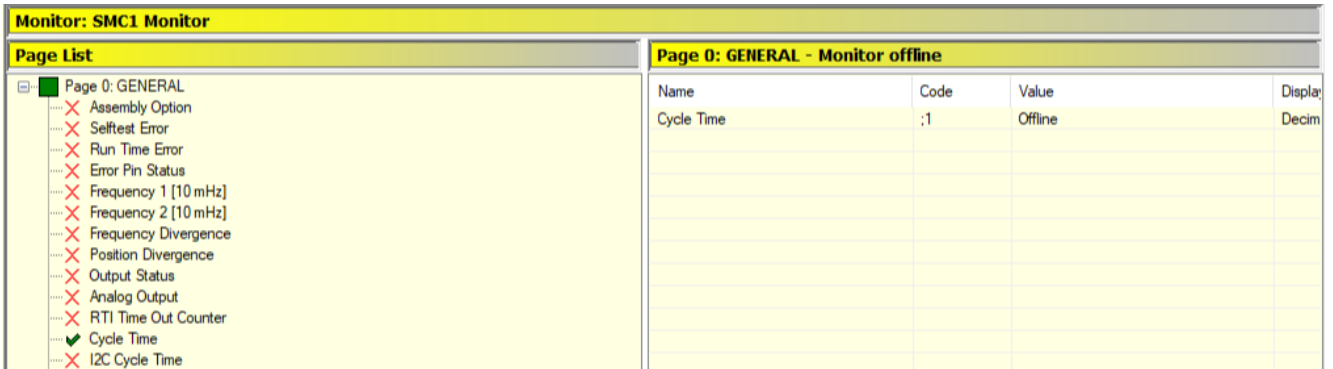 Monitor: SMC1 Monitor
Page List
Page 0: GENERAL
Assembly Option
Selftest Error
Run Time Error
Error Pin Status
Frequency 1 [10 mHz]
Frequency 2 [10 mHz]
Frequency Divergence
Position Divergence
Output Status
Analog Output
RTI Time Out Counter
Cycle Time
I2C Cycle Time
Page 0: GENERAL - Monitor offline
Name Code Value Display
Cycle Time ;1 Offline Decim